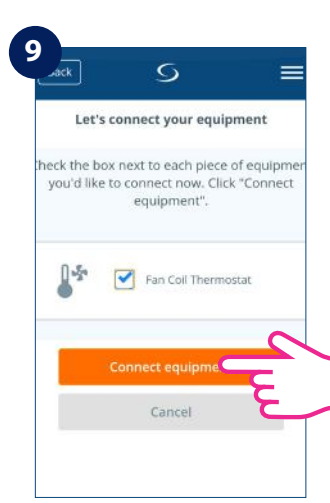 9
Back
Let's connect your equipment
Check the box next to each piece of equipmen
you'd like to connect now. Click "Connect
equipment".
Fan Coil Thermostat
Connect equipme
Cancel